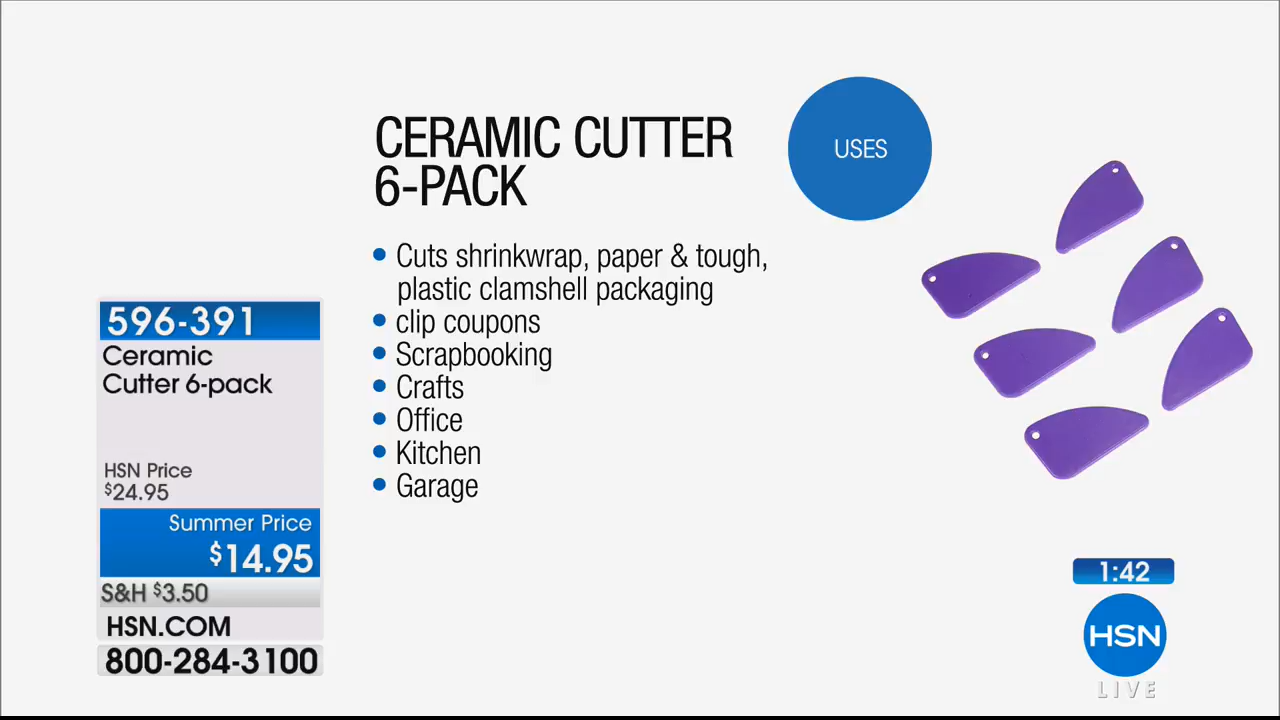 CERAMIC CUTTER
6-PACK
USES
• Cuts shrinkwrap, paper & tough,
plastic clamshell packaging
• clip coupons
• Scrapbooking
• Crafts
• Office
• Kitchen
• Garage
596-391
Ceramic
Cutter 6-pack
HSN Price
$24.95
Summer Price
$14.95
S&H $3.50
HSN.COM
800-284-3100
1:42
HSN
LIVE